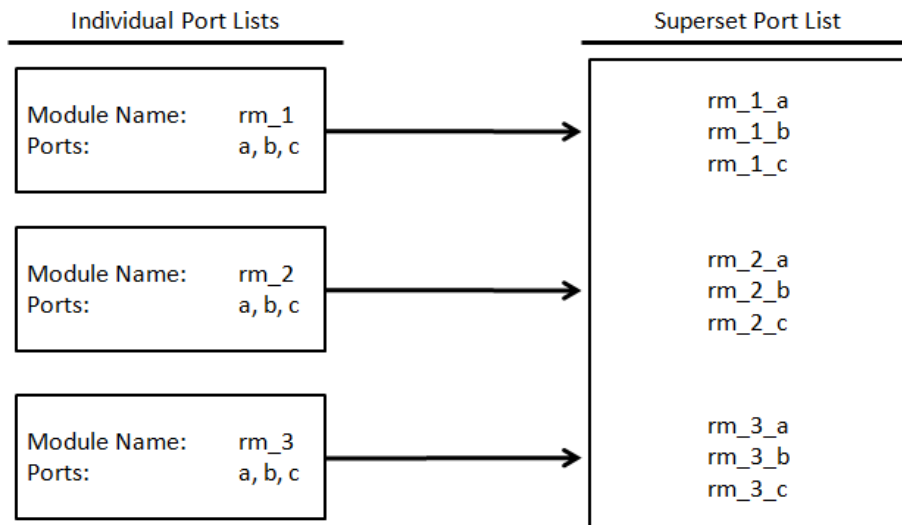 Individual Port Lists
Superset Port List
Module Name: rm_1
Ports: a, b, c
rm_1_a
rm_1_b
rm_1_c
Module Name: rm_2
Ports: a, b, c
rm_2_a
rm_2_b
rm_2_c
Module Name: rm_3
Ports: a, b, c
rm_3_a
rm_3_b
rm_3_c